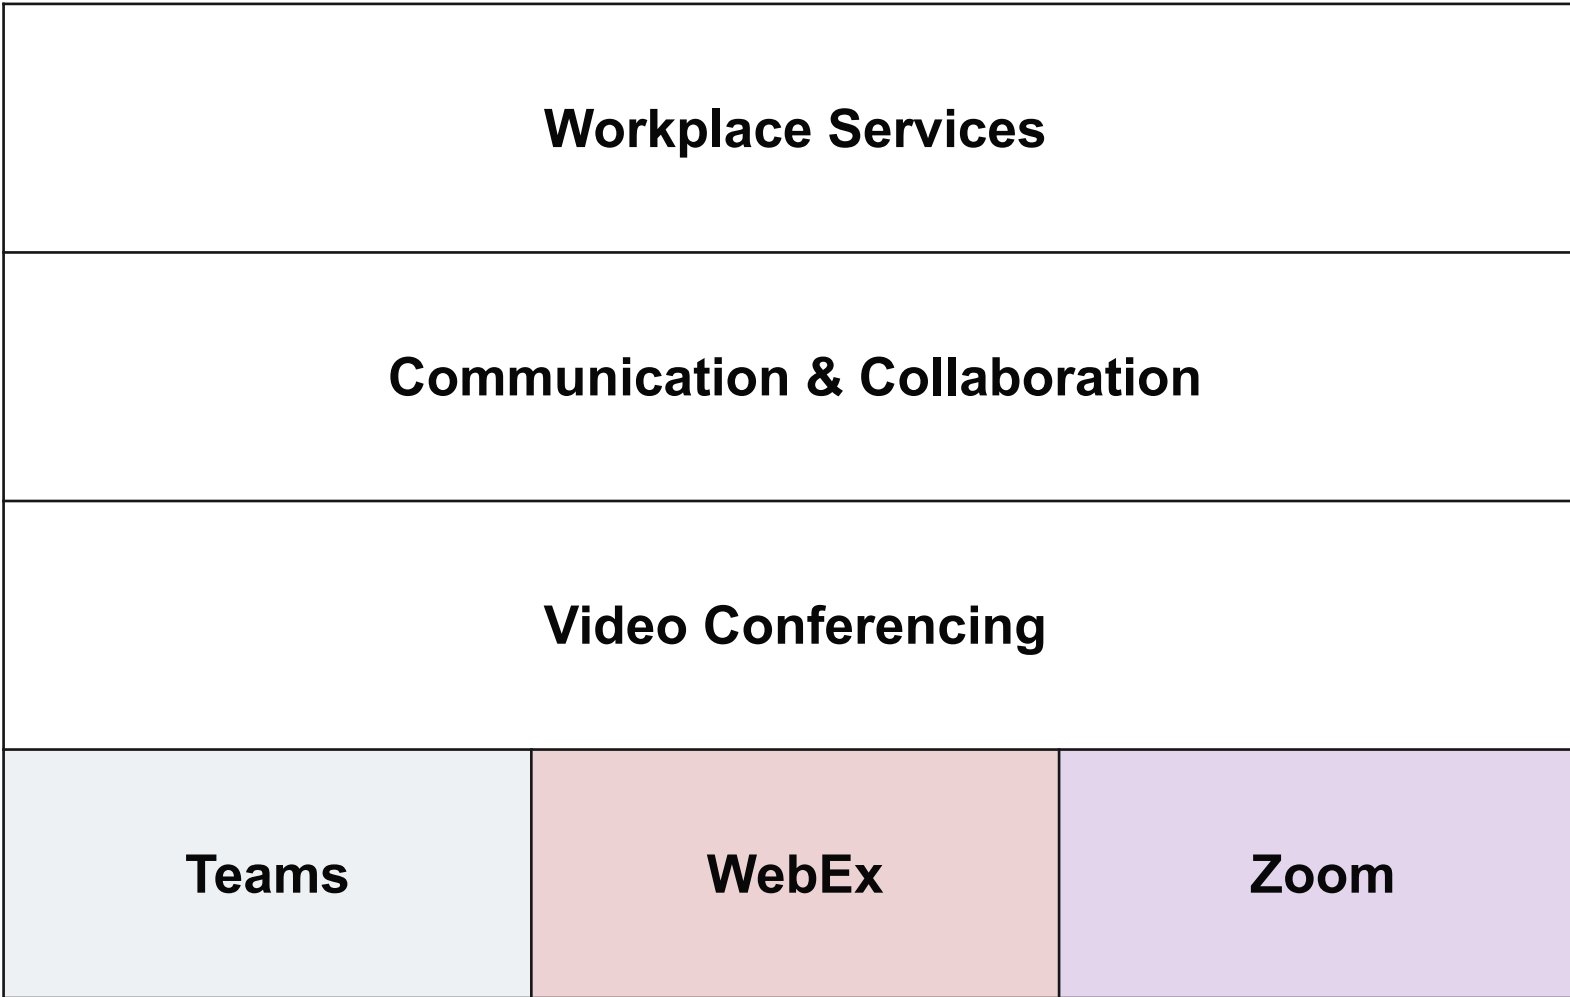 Workplace Services
Communication & Collaboration
Video Conferencing
Teams
WebEx
Zoom